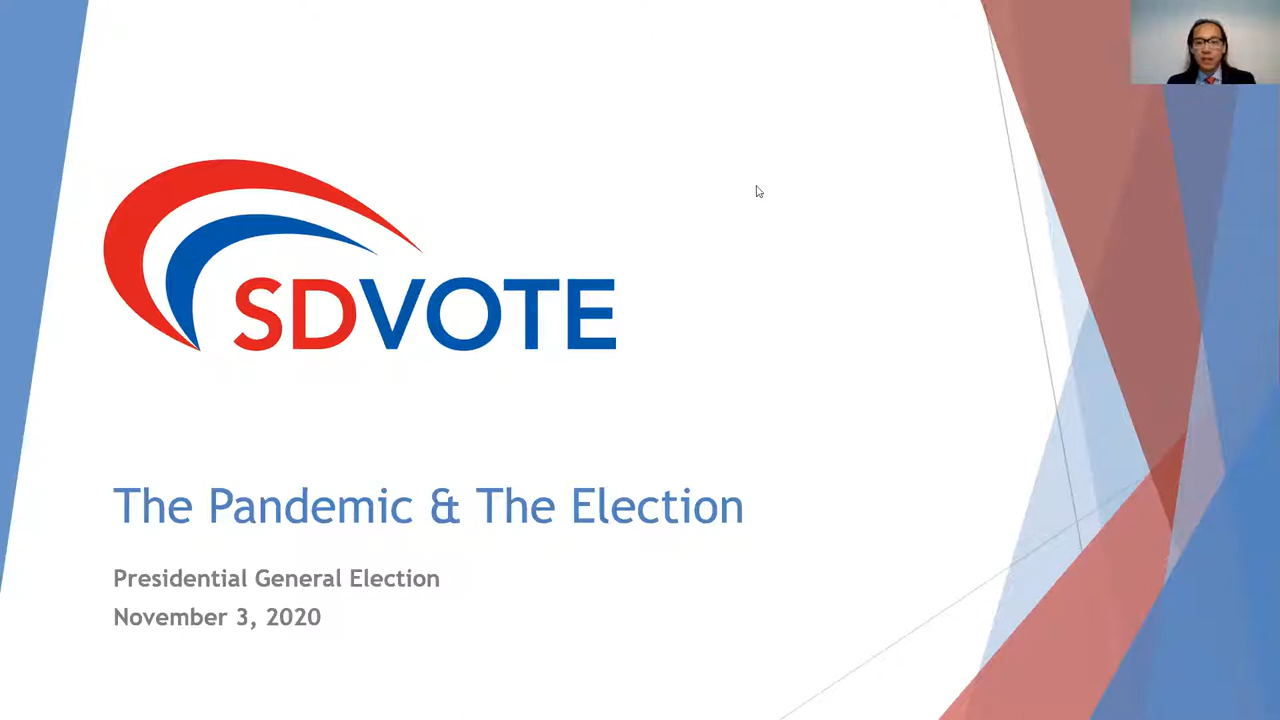 SDVOTE
The Pandemic & The Election
Presidential General Election
November 3, 2020